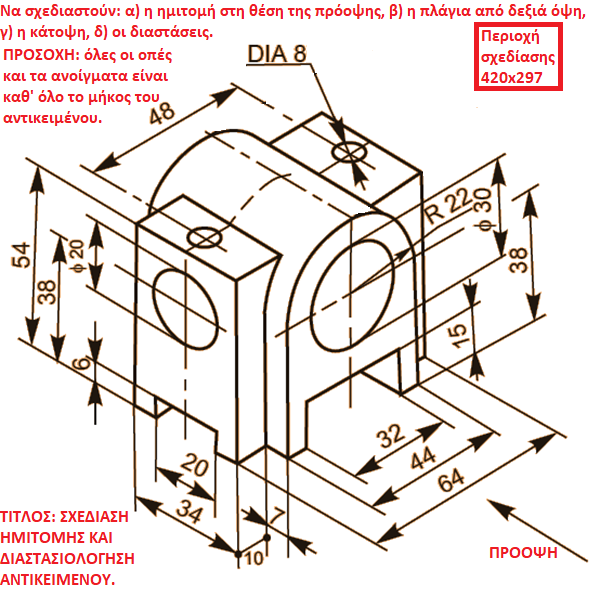 Να σχεδιαστούν: α) η ημιτομή στη θέση της πρόοψης, β) η πλάγια από δεξιά όψη,
γ) η κάτοψη, δ) οι διαστάσεις.
ΠΡΟΣΟΧΗ: όλες οι οπές
και τα ανοίγματα είναι
καθ' όλο το μήκος του
αντικειμένου.
Περιοχή
σχεδίασης
420x297
DIA 8
48
R 22
ϕ 30
38
54
38
ϕ 20
15
6
32
20
44
64
34
7
10
ΤΙΤΛΟΣ: ΣΧΕΔΙΑΣΗ
ΗΜΙΤΟΜΗΣ ΚΑΙ
ΔΙΑΣΤΑΣΙΟΛΟΓΗΣΗ
ΑΝΤΙΚΕΙΜΕΝΟΥ.
ΠΡΟΟΨΗ